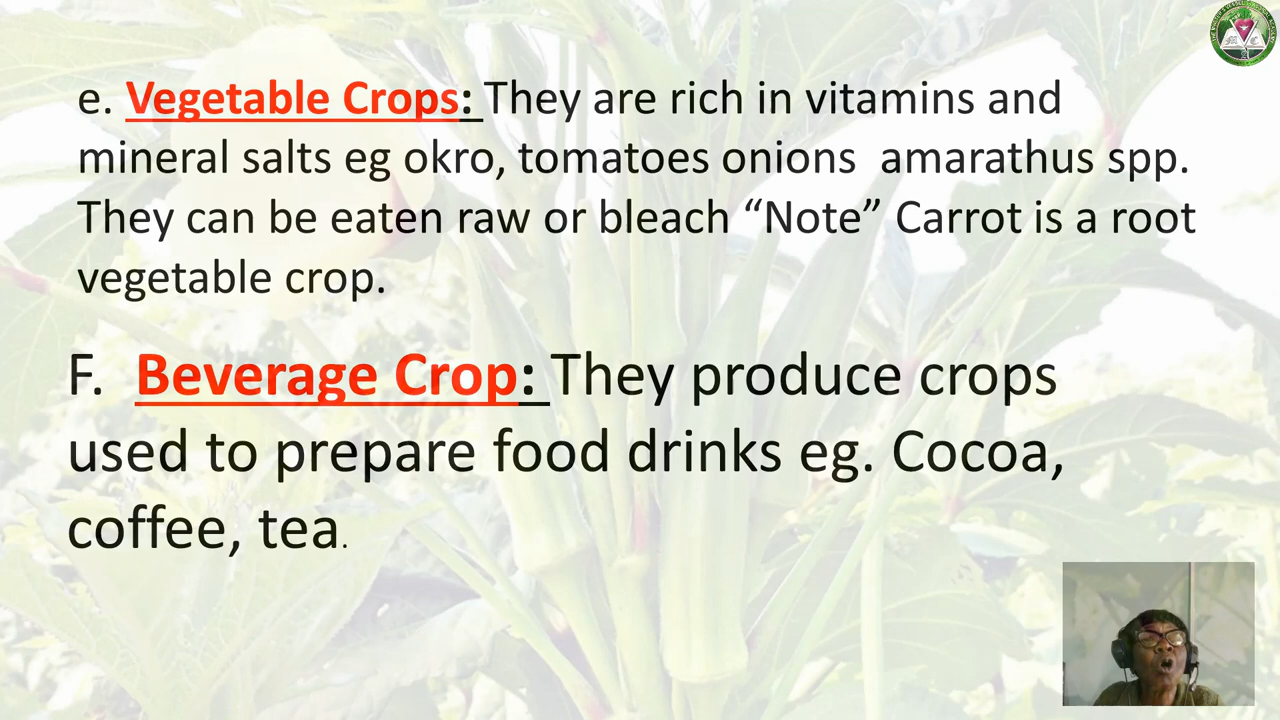 e. Vegetable Crops: They are rich in vitamins and
mineral salts eg okro, tomatoes onions  amarathus spp.
They can be eaten raw or bleach “Note” Carrot is a root
vegetable crop.
F.  Beverage Crop: They produce crops
used to prepare food drinks eg. Cocoa,
coffee, tea.